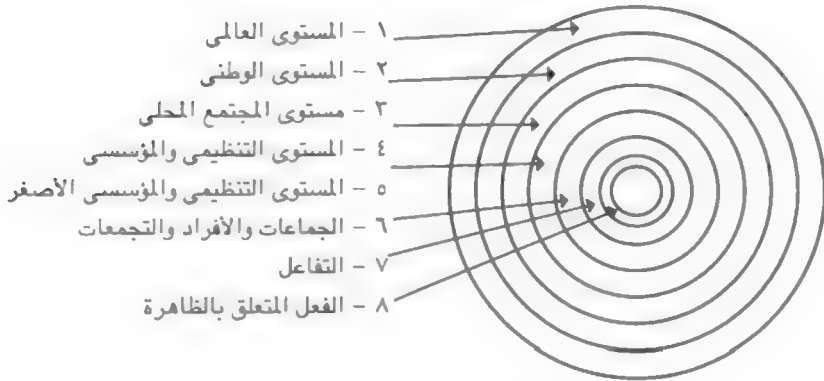 ١ - المستوى العالمى
٢ - المستوى الوطنى
٣ - مستوى المجتمع المحلى
٤ - المستوى التنظيمى والمؤسسى
٥ - المستوى التنظيمى والمؤسسى الأصغر
٦ - الجماعات والأفراد والتجمعات
٧ - التفاعل
٨ - الفعل المتعلق بالظاهرة